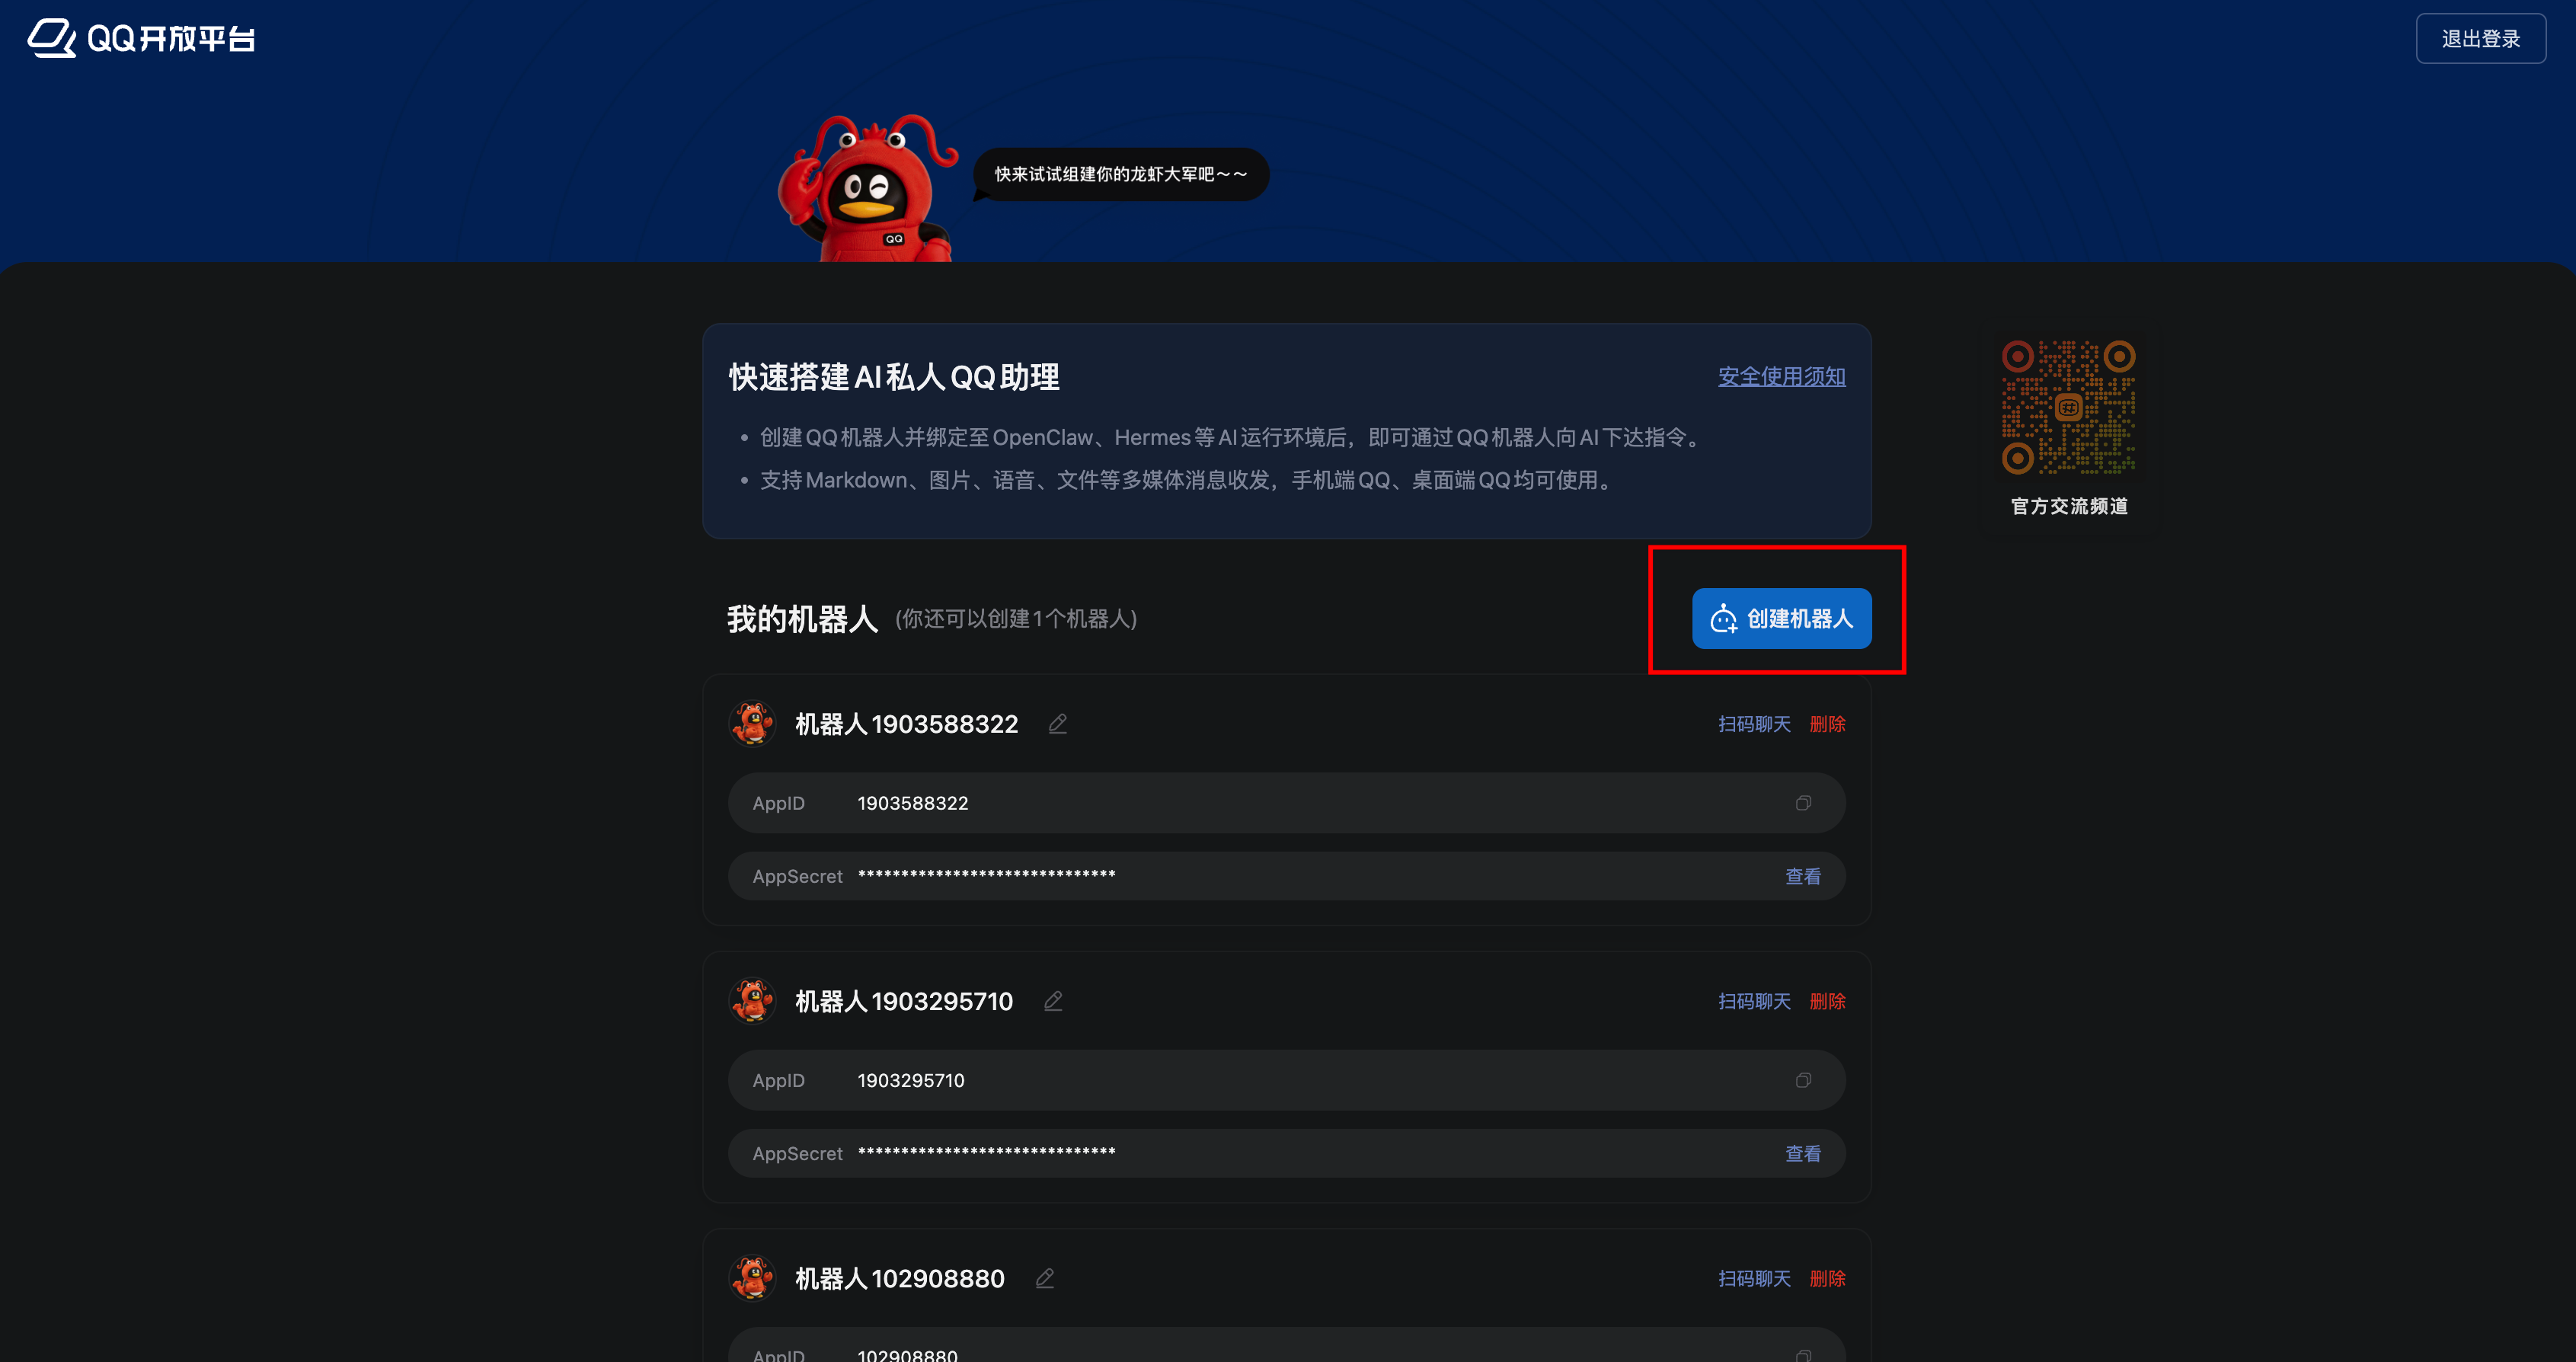 QQ开放平台
退出登录
快来试试组建你的龙虾大军吧~~
QQ
快速搭建AI私人QQ助理
安全使用须知
创建QQ机器人并绑定至OpenClaw、Hermes等AI运行环境后，即可通过QQ机器人向AI下达指令。
支持Markdown、图片、语音、文件等多媒体消息收发，手机端QQ、桌面端QQ均可使用。
官方交流频道
我的机器人 (你还可以创建1个机器人)
创建机器人
机器人1903588322
扫码聊天 删除
AppID 1903588322
AppSecret ****************************** 查看
机器人1903295710
扫码聊天 删除
AppID 1903295710
AppSecret ****************************** 查看
机器人102908880
扫码聊天 删除
AppID 102908880